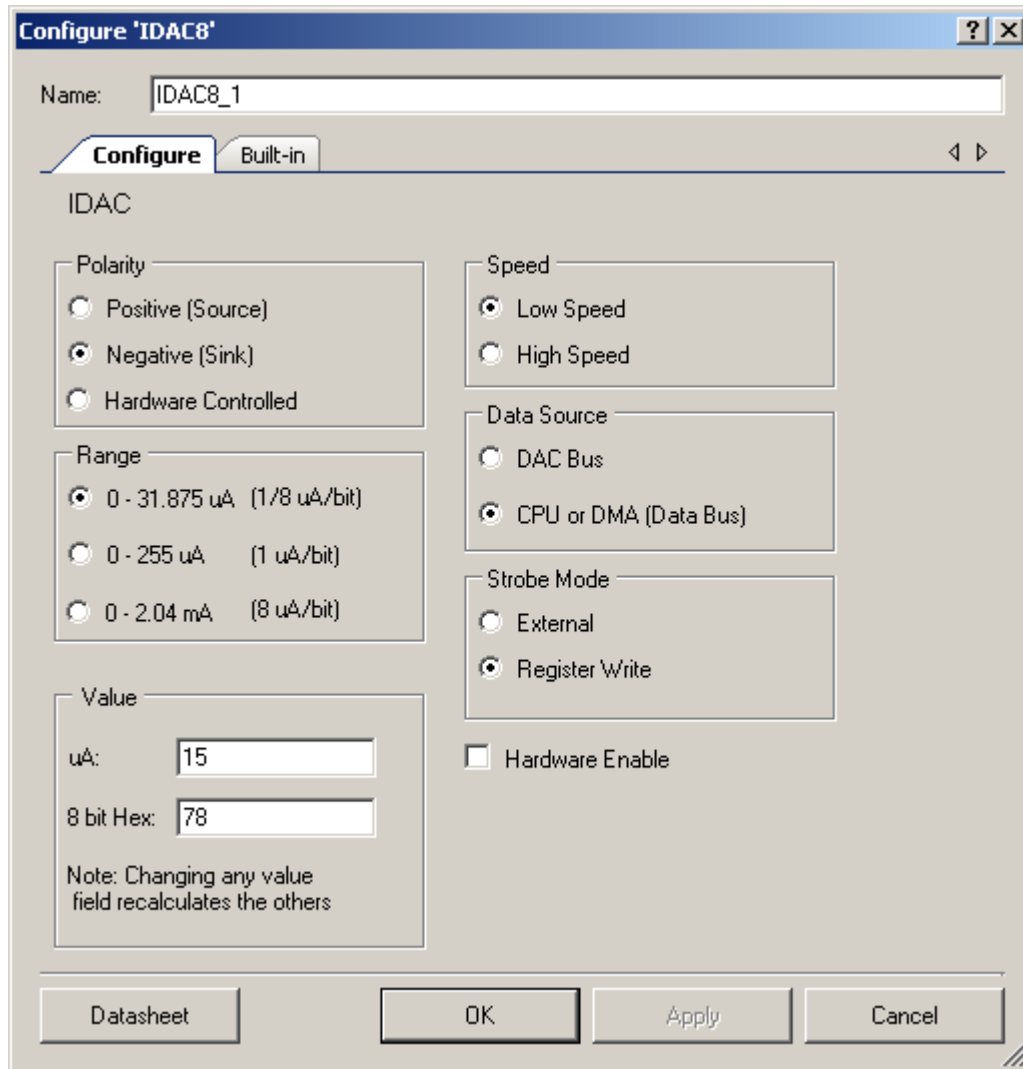 Configure 'IDAC8'
Name: IDAC8_1
Configure Built-in
IDAC
Polarity
Positive (Source)
Negative (Sink)
Hardware Controlled
Range
0 - 31.875 uA (1/8 uA/bit)
0 - 255 uA (1 uA/bit)
0 - 2.04 mA (8 uA/bit)
Value
uA: 15
8 bit Hex: 78
Note: Changing any value
field recalculates the others
Speed
Low Speed
High Speed
Data Source
DAC Bus
CPU or DMA (Data Bus)
Strobe Mode
External
Register Write
Hardware Enable
Datasheet OK Apply Cancel